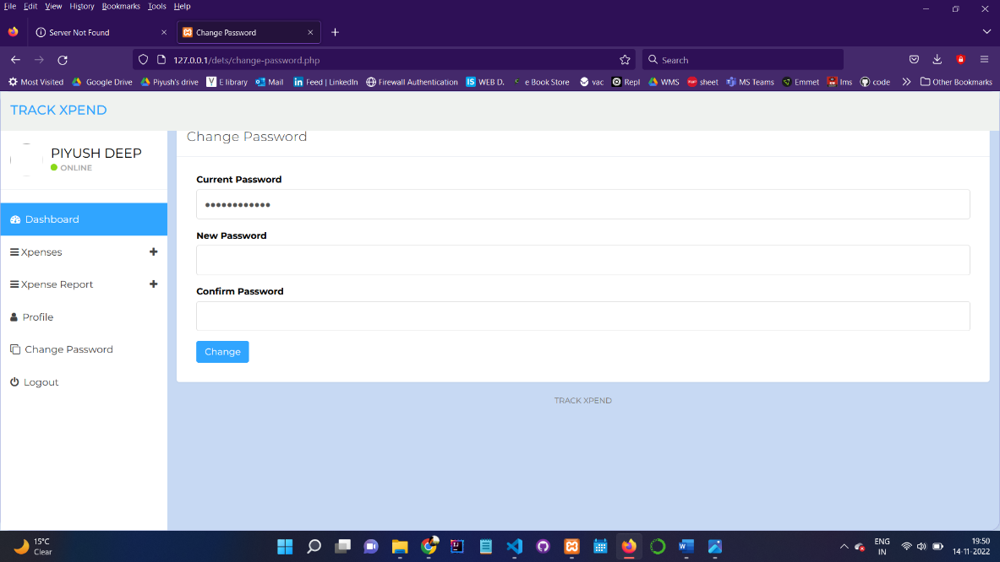 File Edit View History Bookmarks Tools Help
Server Not Found
Change Password
127.0.0.1/dets/change-password.php
Search
Most Visited Google Drive Piyush's drive E library Mail Feed | LinkedIn Firewall Authentication WEB D. e Book Store vac Repl WMS sheet MS Teams Emmet lms code Other Bookmarks
TRACK XPEND
PIYUSH DEEP
ONLINE
Dashboard
Xpenses
Xpense Report
Profile
Change Password
Logout
Change Password
Current Password
New Password
Confirm Password
Change
TRACK XPEND
15°C
Clear
ENG
IN
19:50
14-11-2022